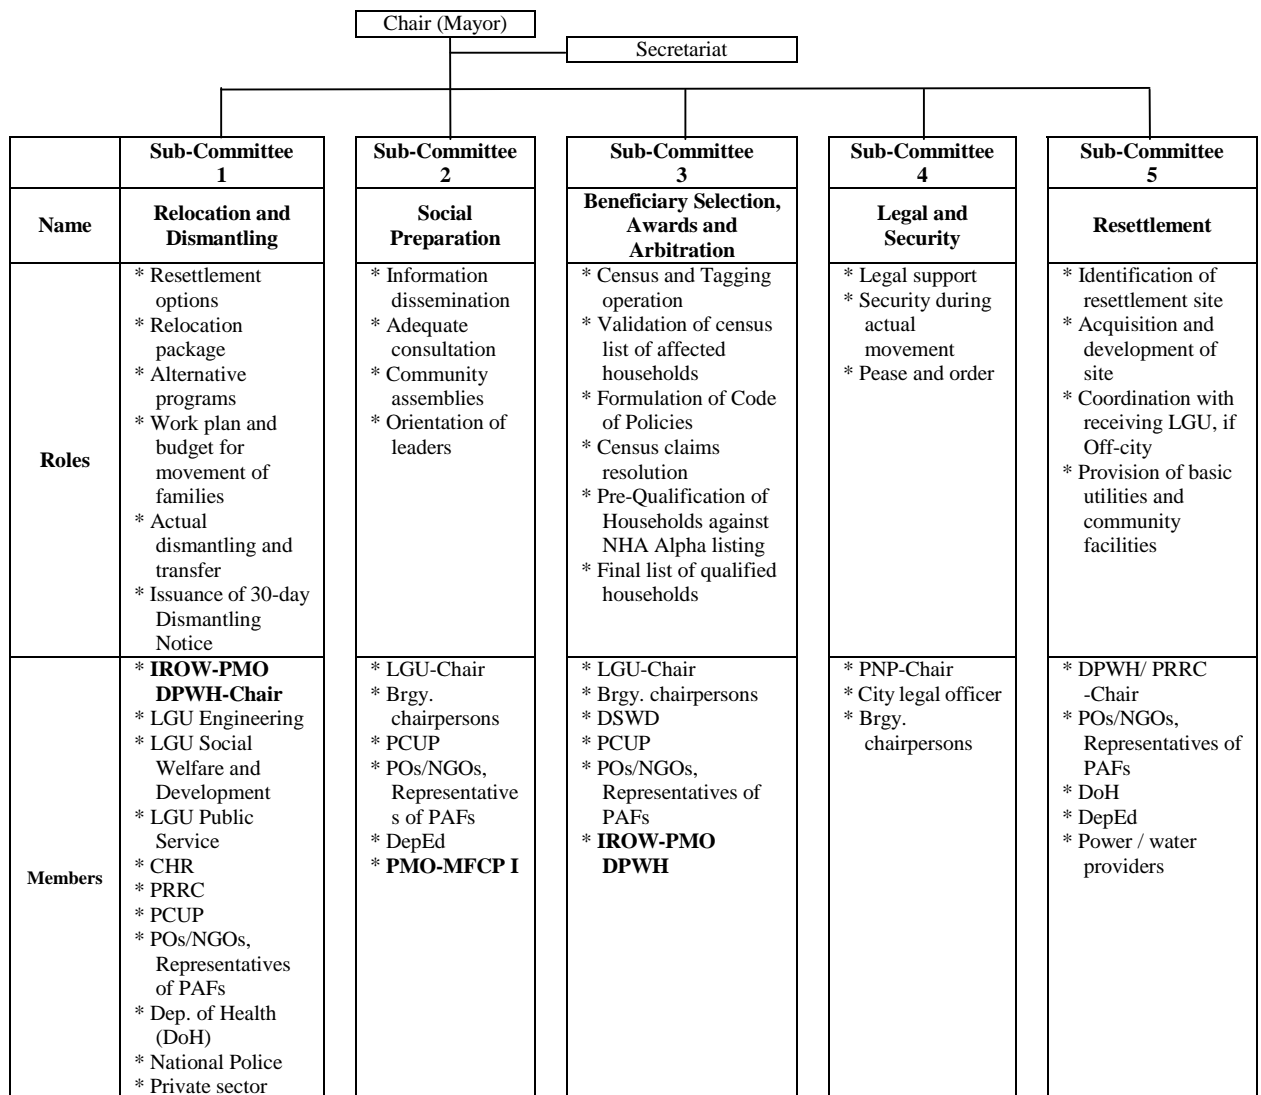 Chair (Mayor)
Secretariat
Sub-Committee
1
Sub-Committee
2
Sub-Committee
3
Sub-Committee
4
Sub-Committee
5
Name
Relocation and
Dismantling
Social
Preparation
Beneficiary Selection,
Awards and
Arbitration
Legal and
Security
Resettlement
Roles
* Resettlement
options
* Relocation
package
* Alternative
programs
* Work plan and
budget for
movement of
families
* Actual
dismantling and
transfer
* Issuance of 30-day
Dismantling
Notice
* Information
dissemination
* Adequate
consultation
* Community
assemblies
* Orientation of
leaders
* Census and Tagging
operation
* Validation of census
list of affected
households
* Formulation of Code
of Policies
* Census claims
resolution
* Pre-Qualification of
Households against
NHA Alpha listing
* Final list of qualified
households
* Legal support
* Security during
actual
movement
* Pease and order
* Identification of
resettlement site
* Acquisition and
development of
site
* Coordination with
receiving LGU, if
Off-city
* Provision of basic
utilities and
community
facilities
Members
* IROW-PMO
DPWH-Chair
* LGU Engineering
* LGU Social
Welfare and
Development
* LGU Public
Service
* CHR
* PRRC
* PCUP
* POs/NGOs,
Representatives
of PAFs
* Dep. of Health
(DoH)
* National Police
* Private sector
* LGU-Chair
* Brgy.
chairpersons
* PCUP
* POs/NGOs,
Representative
s of PAFs
* DepEd
* PMO-MFCP I
* LGU-Chair
* Brgy. chairpersons
* DSWD
* PCUP
* POs/NGOs,
Representatives of
PAFs
* IROW-PMO
DPWH
* PNP-Chair
* City legal officer
* Brgy.
chairpersons
* DPWH/ PRRC
-Chair
* POs/NGOs,
Representatives of
PAFs
* DoH
* DepEd
* Power / water
providers